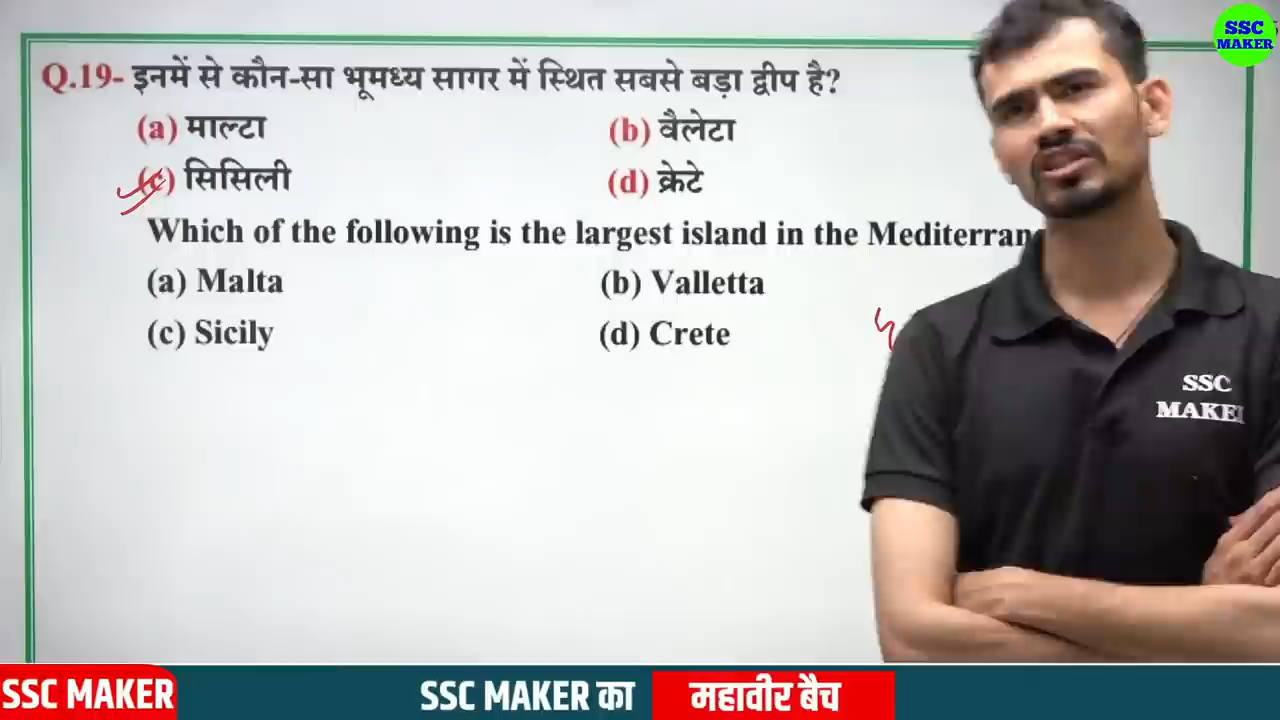 SSC
MAKER
Q.19- इनमें से कौन-सा भूमध्य सागर में स्थित सबसे बड़ा द्वीप है?
(a) माल्टा (b) वैलेटा
(c) सिसिली (d) क्रेटे
Which of the following is the largest island in the Mediterran
(a) Malta (b) Valletta
(c) Sicily (d) Crete
SSC
MAKE
SSC MAKER SSC MAKER का महावीर बैच